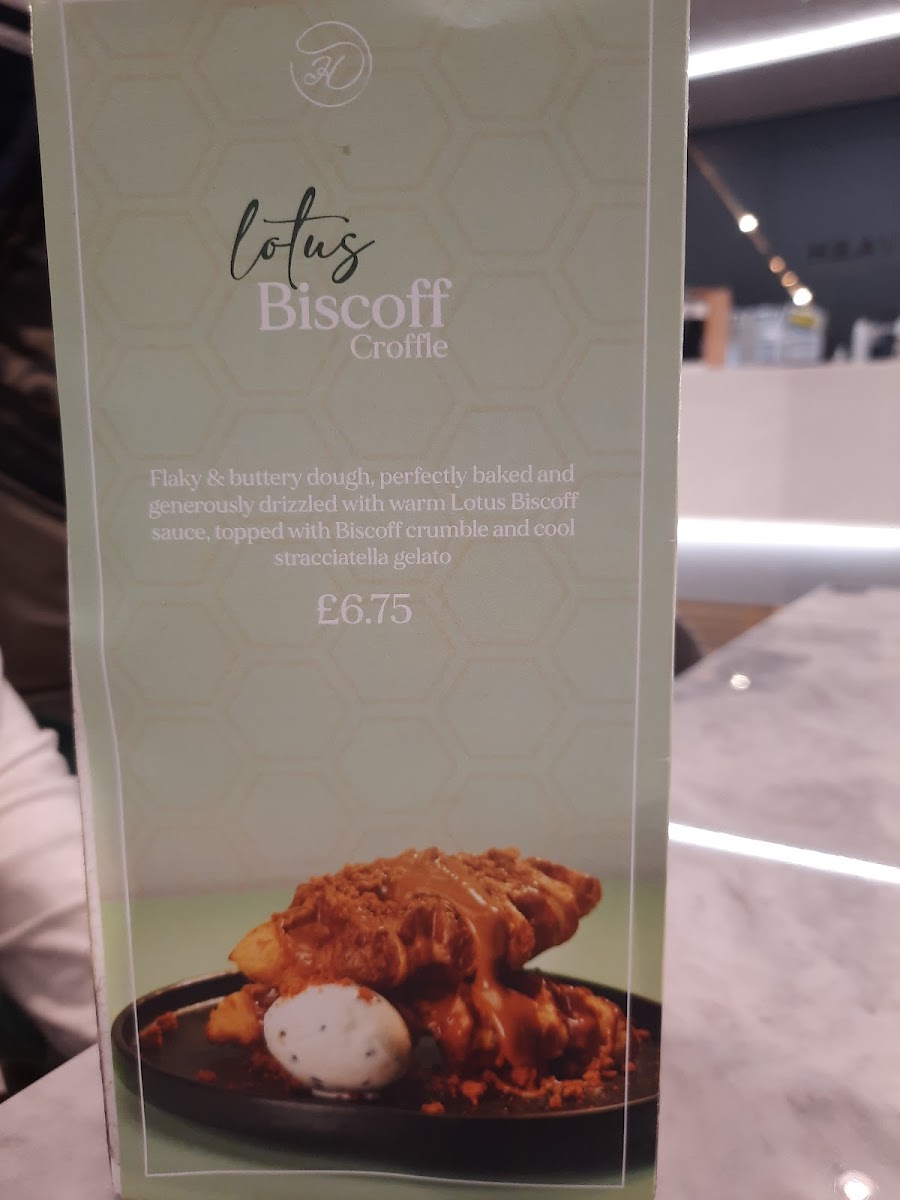 lotus
Biscoff
Croffle
Flaky & buttery dough, perfectly baked and
generously drizzled with warm Lotus Biscoff
sauce, topped with Biscoff crumble and cool
stracciatella gelato
£6.75